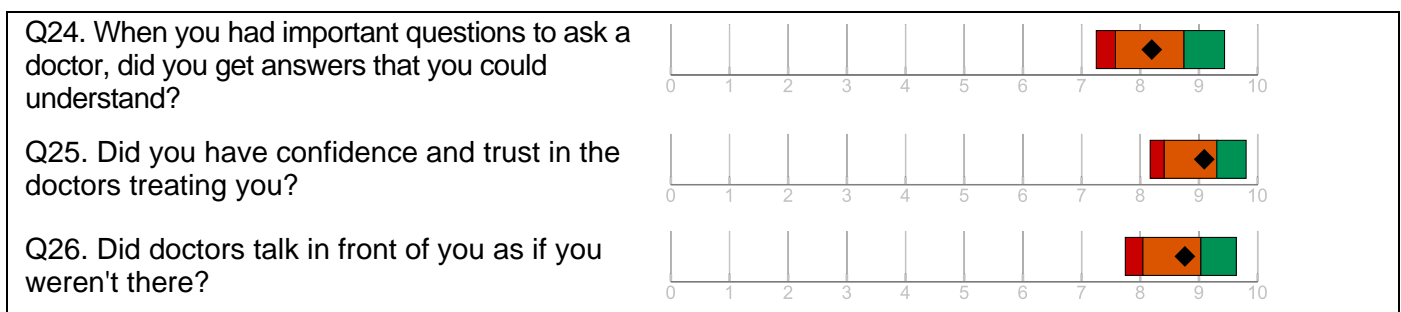 Q24. When you had important questions to ask a
doctor, did you get answers that you could
understand?
0 1 2 3 4 5 6 7 8 9 10
Q25. Did you have confidence and trust in the
doctors treating you?
0 1 2 3 4 5 6 7 8 9 10
Q26. Did doctors talk in front of you as if you
weren't there?
0 1 2 3 4 5 6 7 8 9 10